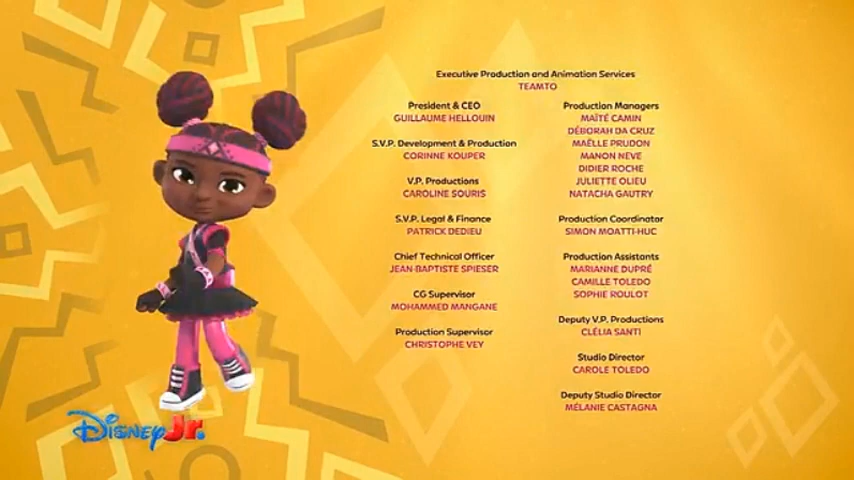 Executive Production and Animation Services
TEAMTO
President & CEO
GUILLAUME HELLOUIN
S.V.P. Development & Production
CORINNE KOUPER
V.P. Productions
CAROLINE SOURIS
S.V.P. Legal & Finance
PATRICK DEDIEU
Chief Technical Officer
JEAN-BAPTISTE SPIESER
CG Supervisor
MOHAMMED MANGANE
Production Supervisor
CHRISTOPHE VEY
Production Managers
MAÏTÉ CAMIN
DÉBORAH DA CRUZ
MAËLLE PRUDON
MANON NEVE
DIDIER ROCHE
JULIETTE OLIEU
NATACHA GAUTRY
Production Coordinator
SIMON MOATTI-HUC
Production Assistants
MARIANNE DUPRÉ
CAMILLE TOLEDO
SOPHIE ROULOT
Deputy V.P. Productions
CLÉLIA SANTI
Studio Director
CAROLE TOLEDO
Deputy Studio Director
MÉLANIE CASTAGNA
Disney Jr.